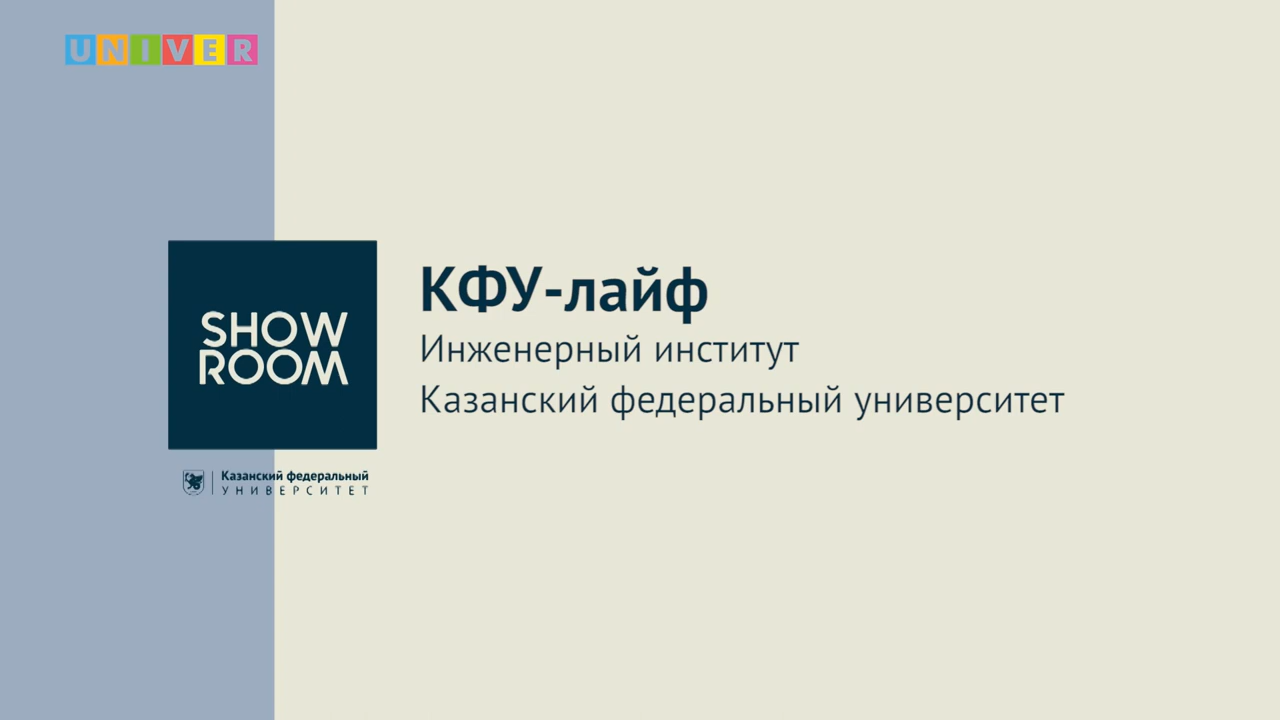 UNIVER
SHOW
ROOM
КФУ-лайф
Инженерный институт
Казанский федеральный университет
Казанский федеральный
УНИВЕРСИТЕТ